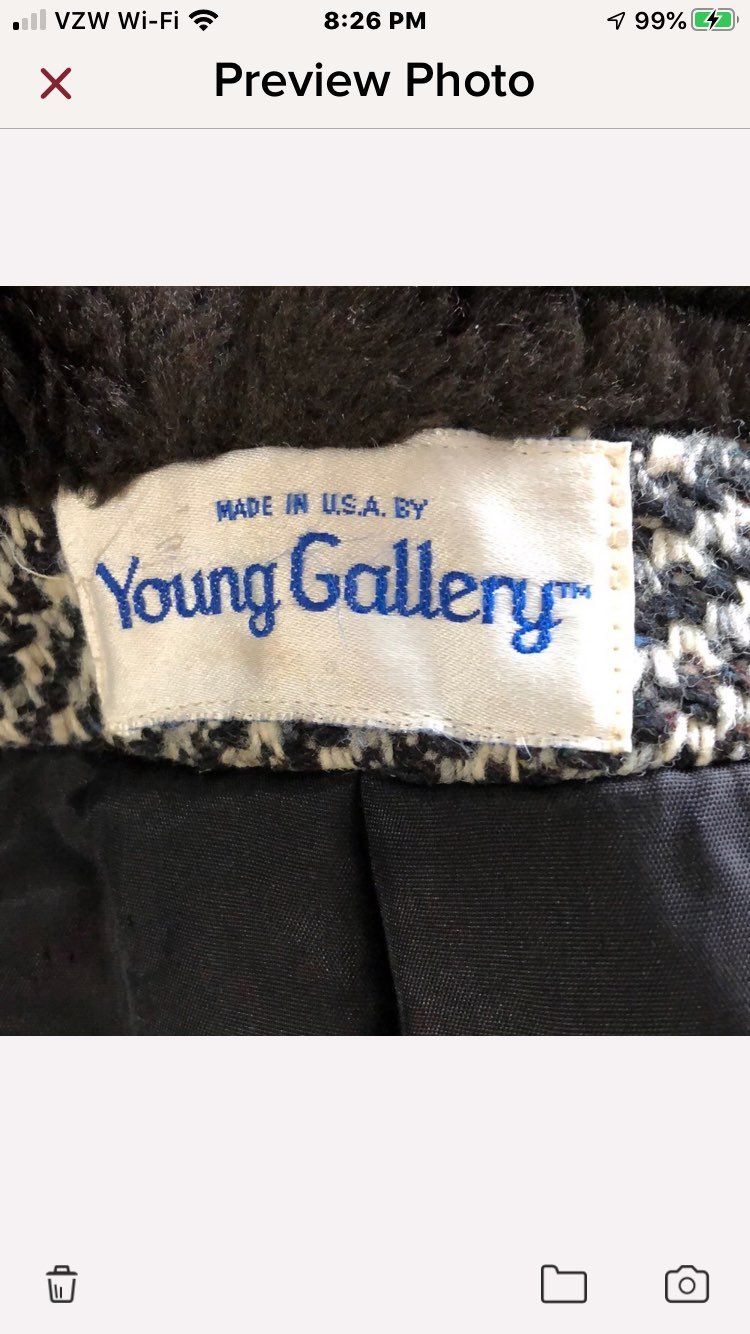 VZW Wi-Fi 8:26 PM 99%
Preview Photo
MADE IN U.S.A. BY
Young Gallery™